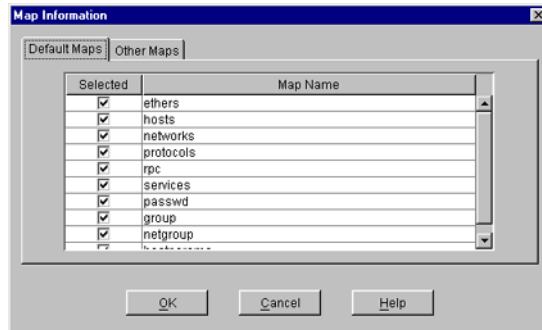 Map Information
Default Maps Other Maps
Selected Map Name
ethers
hosts
networks
protocols
rpc
services
passwd
group
netgroup
OK Cancel Help